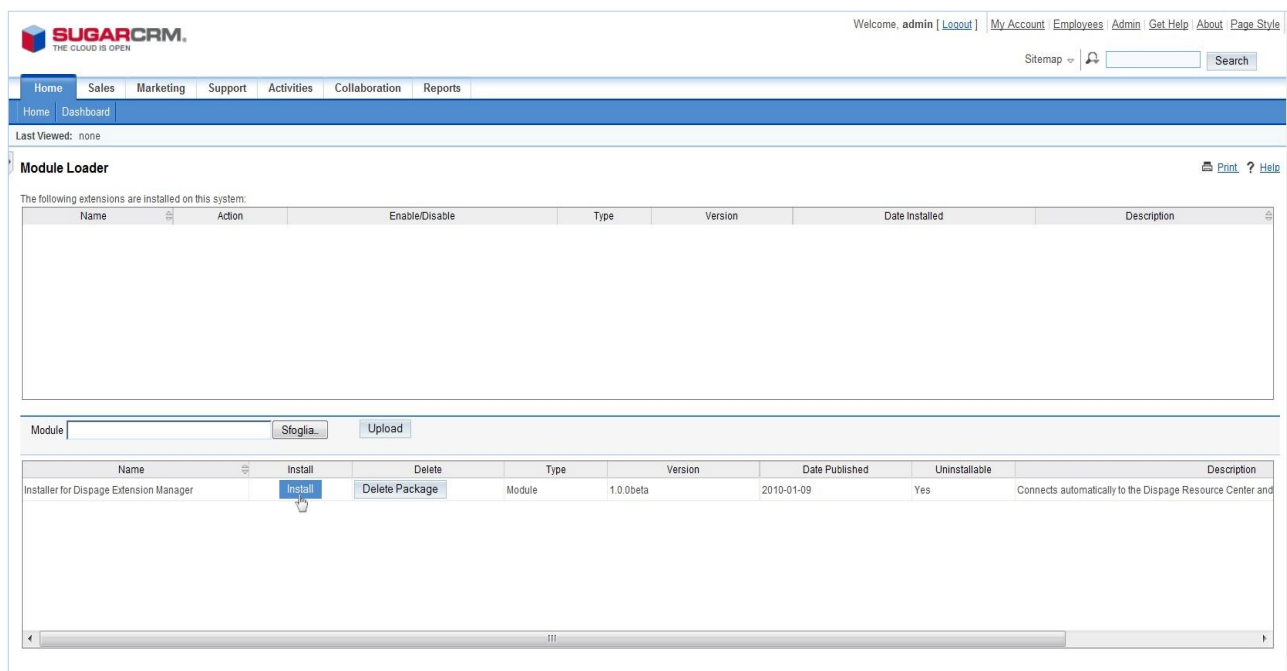 SUGARCRM.
THE CLOUD IS OPEN
Welcome, admin [ Logout ] My Account Employees Admin Get Help About Page Style
Sitemap Search
Home Sales Marketing Support Activities Collaboration Reports
Home Dashboard
Last Viewed: none
Module Loader
Print ? Help
The following extensions are installed on this system:
Name Action Enable/Disable Type Version Date Installed Description
Module Sfoglia... Upload
Name Install Delete Type Version Date Published Uninstallable Description
Installer for Dispage Extension Manager Install Delete Package Module 1.0.0beta 2010-01-09 Yes Connects automatically to the Dispage Resource Center and